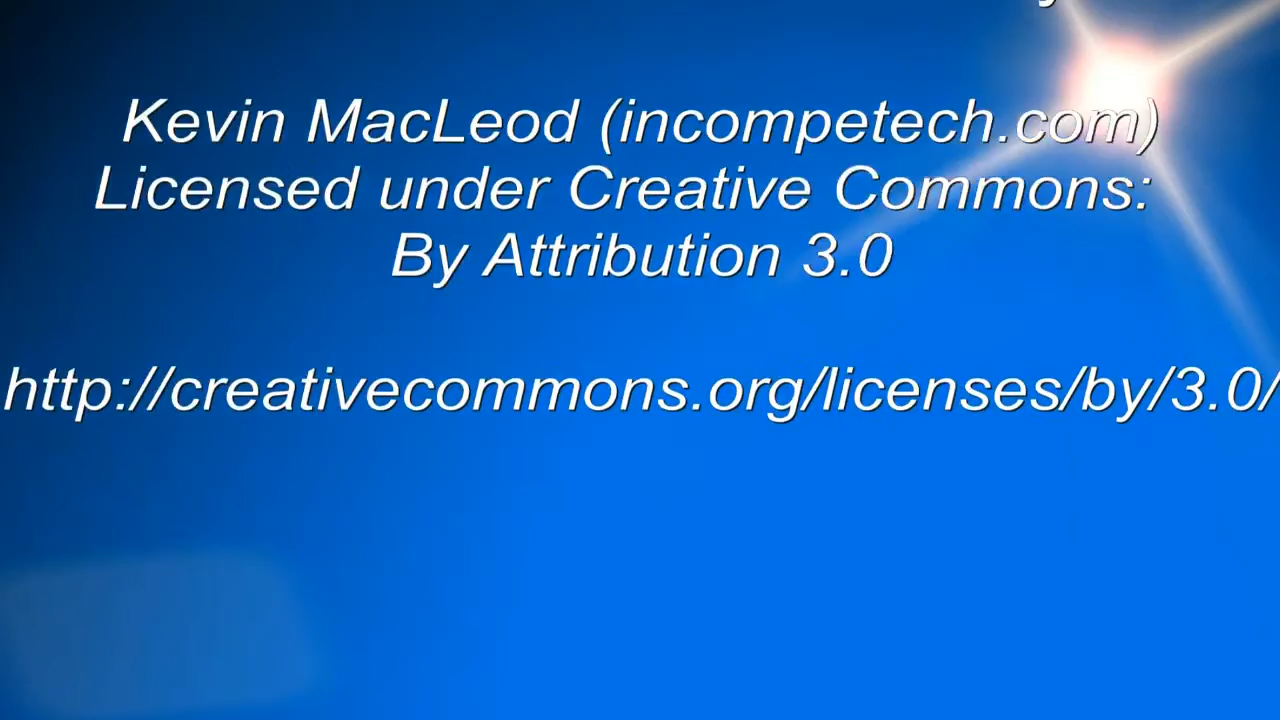 Kevin MacLeod (incompetech.com)
Licensed under Creative Commons:
By Attribution 3.0
http://creativecommons.org/licenses/by/3.0/